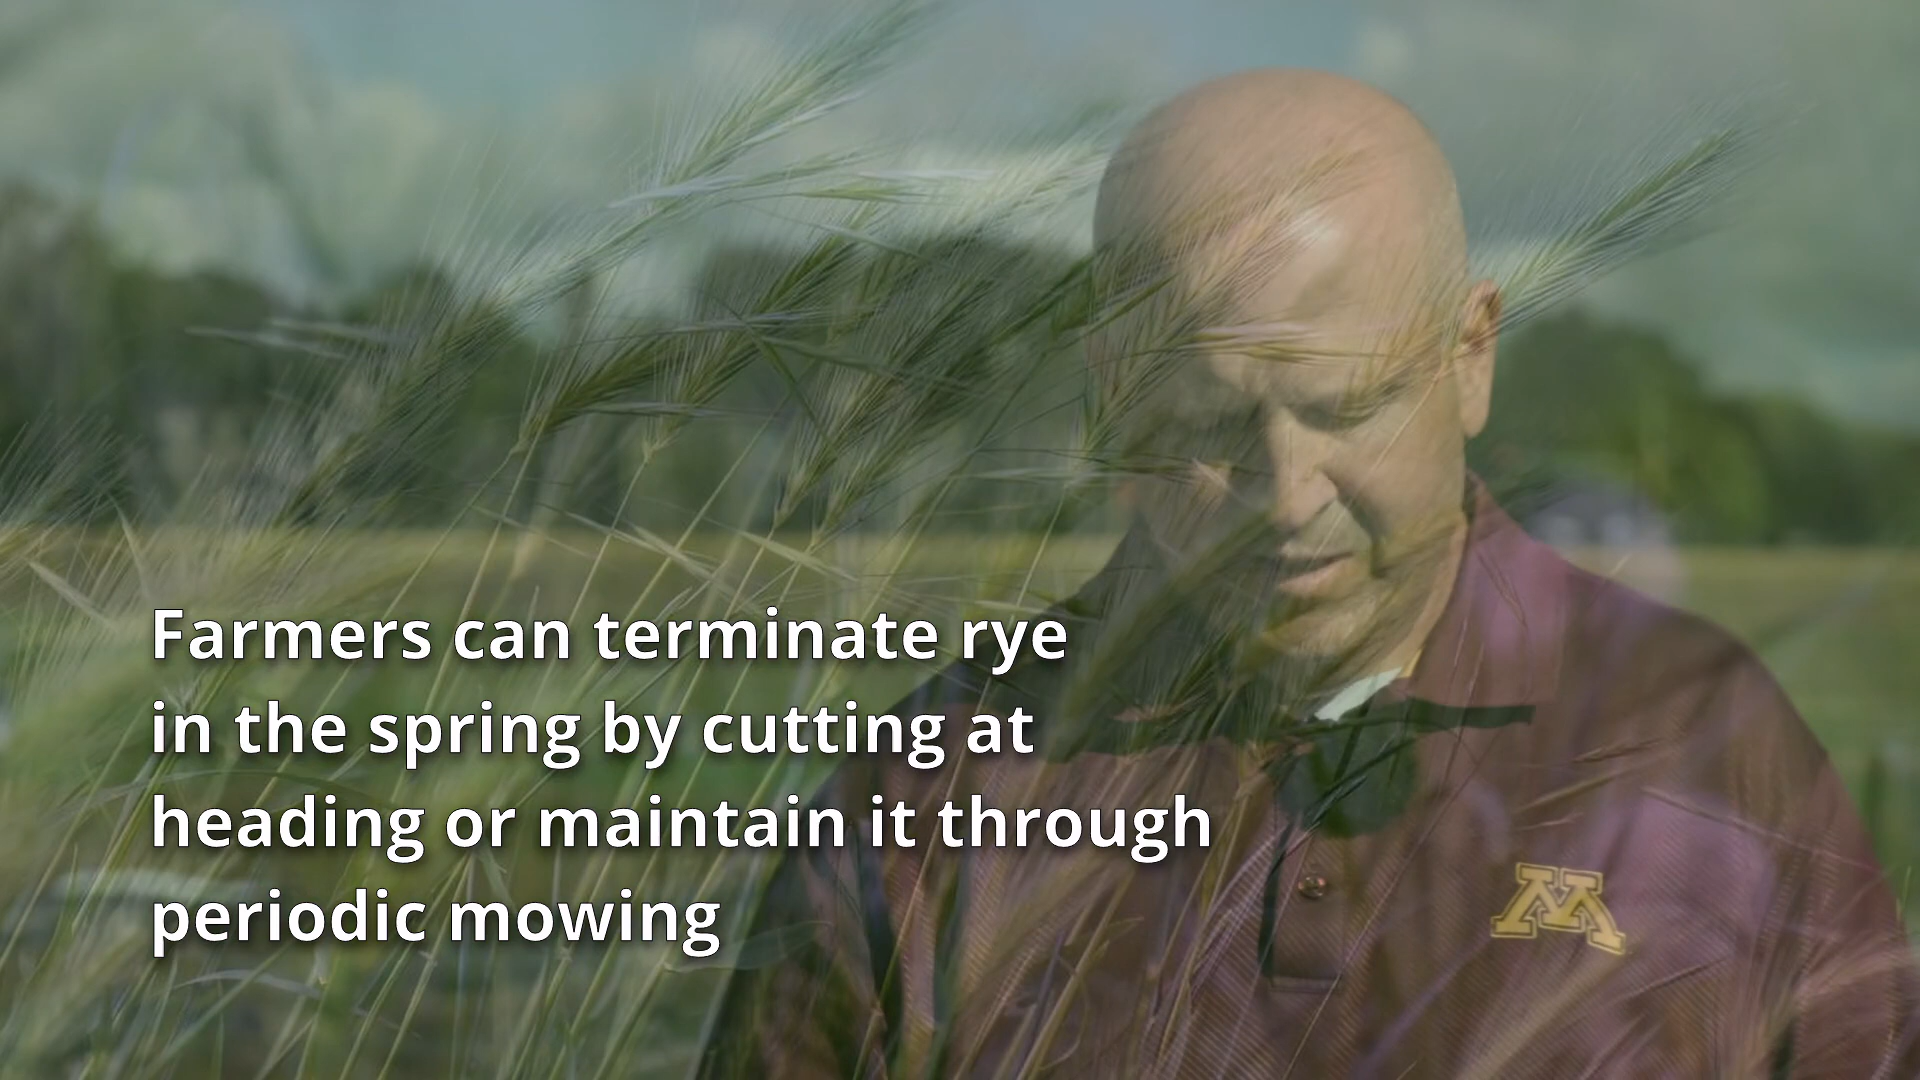 Farmers can terminate rye
in the spring by cutting at
heading or maintain it through
periodic mowing
M